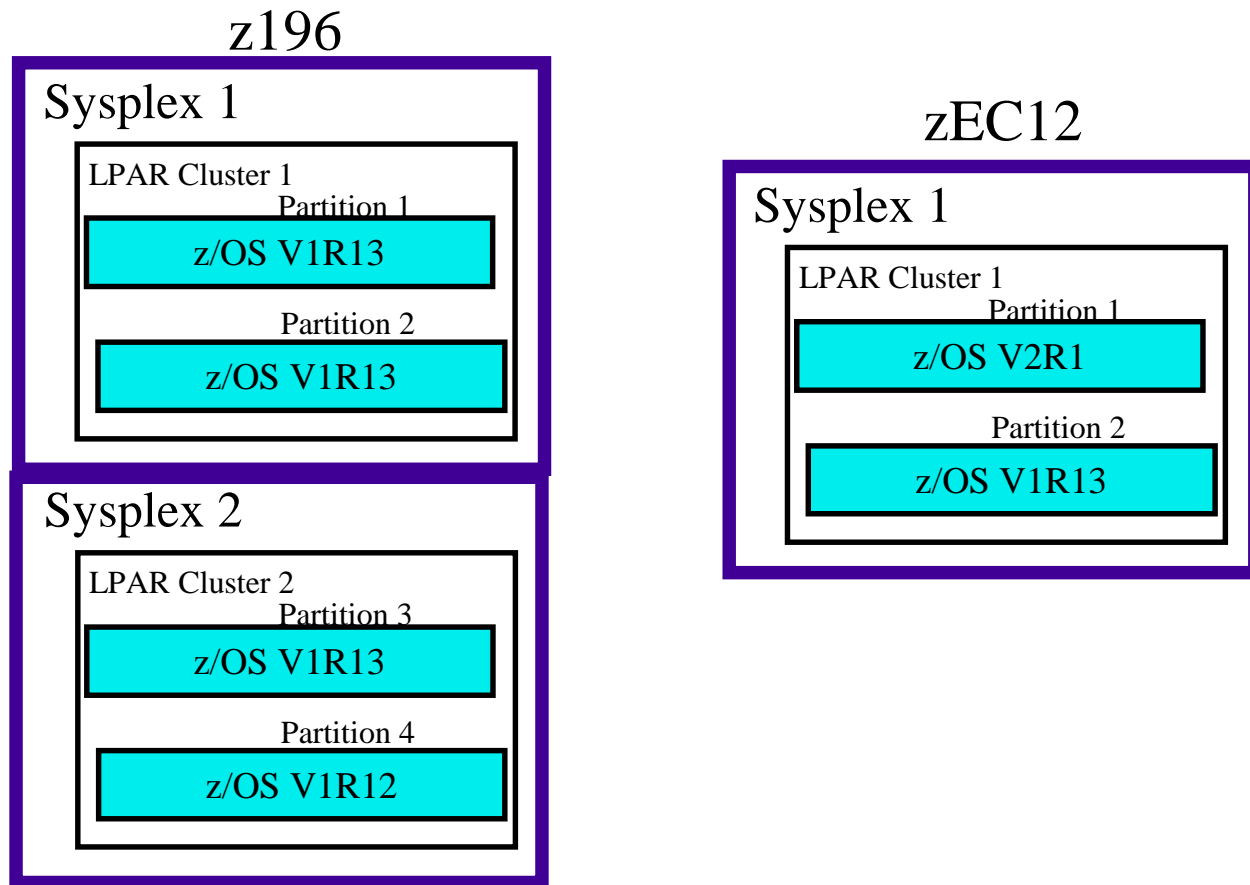 z196
Sysplex 1
LPAR Cluster 1
Partition 1
z/OS V1R13
Partition 2
z/OS V1R13
Sysplex 2
LPAR Cluster 2
Partition 3
z/OS V1R13
Partition 4
z/OS V1R12
zEC12
Sysplex 1
LPAR Cluster 1
Partition 1
z/OS V2R1
Partition 2
z/OS V1R13